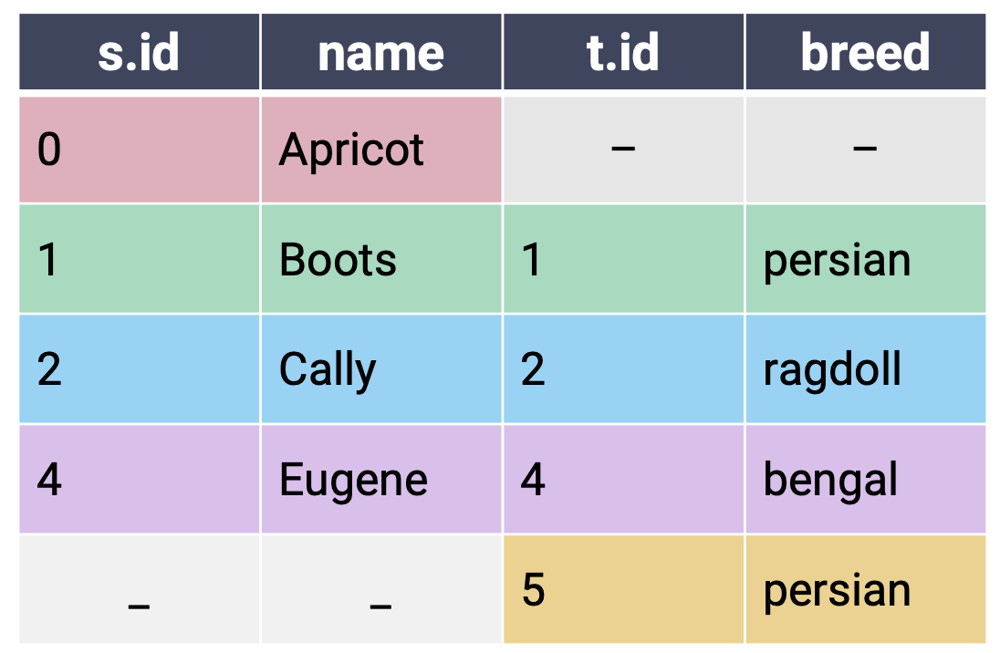 s.id name t.id breed
0 Apricot – –
1 Boots 1 persian
2 Cally 2 ragdoll
4 Eugene 4 bengal
– – 5 persian